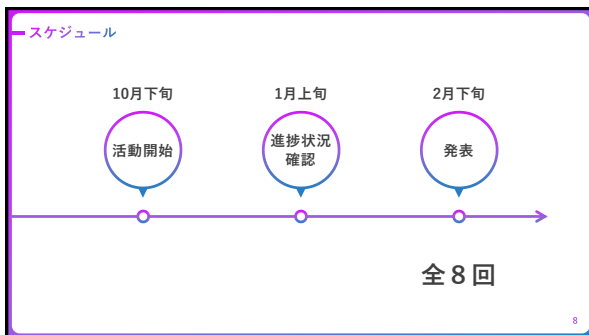 スケジュール
10月下旬
活動開始
1月上旬
進捗状況
確認
2月下旬
発表
全８回
8